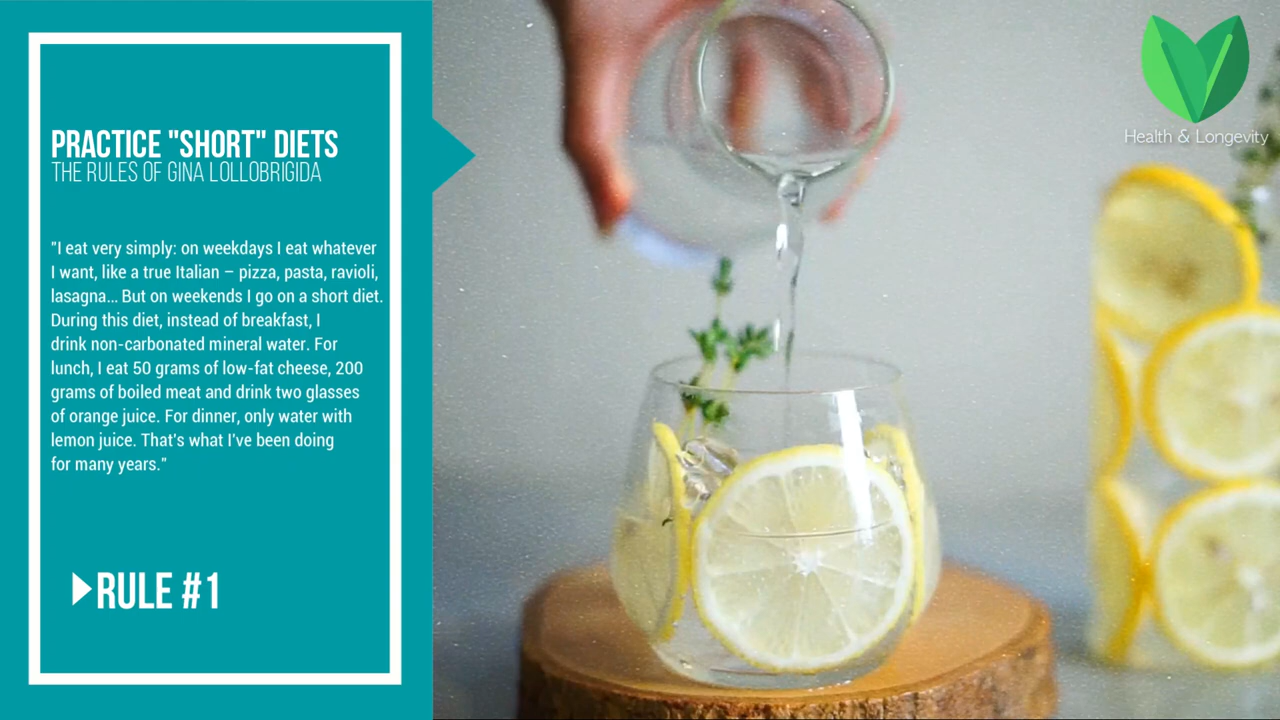 PRACTICE "SHORT" DIETS
THE RULES OF GINA LOLLOBRIGIDA
"I eat very simply: on weekdays I eat whatever
I want, like a true Italian – pizza, pasta, ravioli,
lasagna... But on weekends I go on a short diet.
During this diet, instead of breakfast, I
drink non-carbonated mineral water. For
lunch, I eat 50 grams of low-fat cheese, 200
grams of boiled meat and drink two glasses
of orange juice. For dinner, only water with
lemon juice. That's what I've been doing
for many years."
RULE #1
Health & Longevity